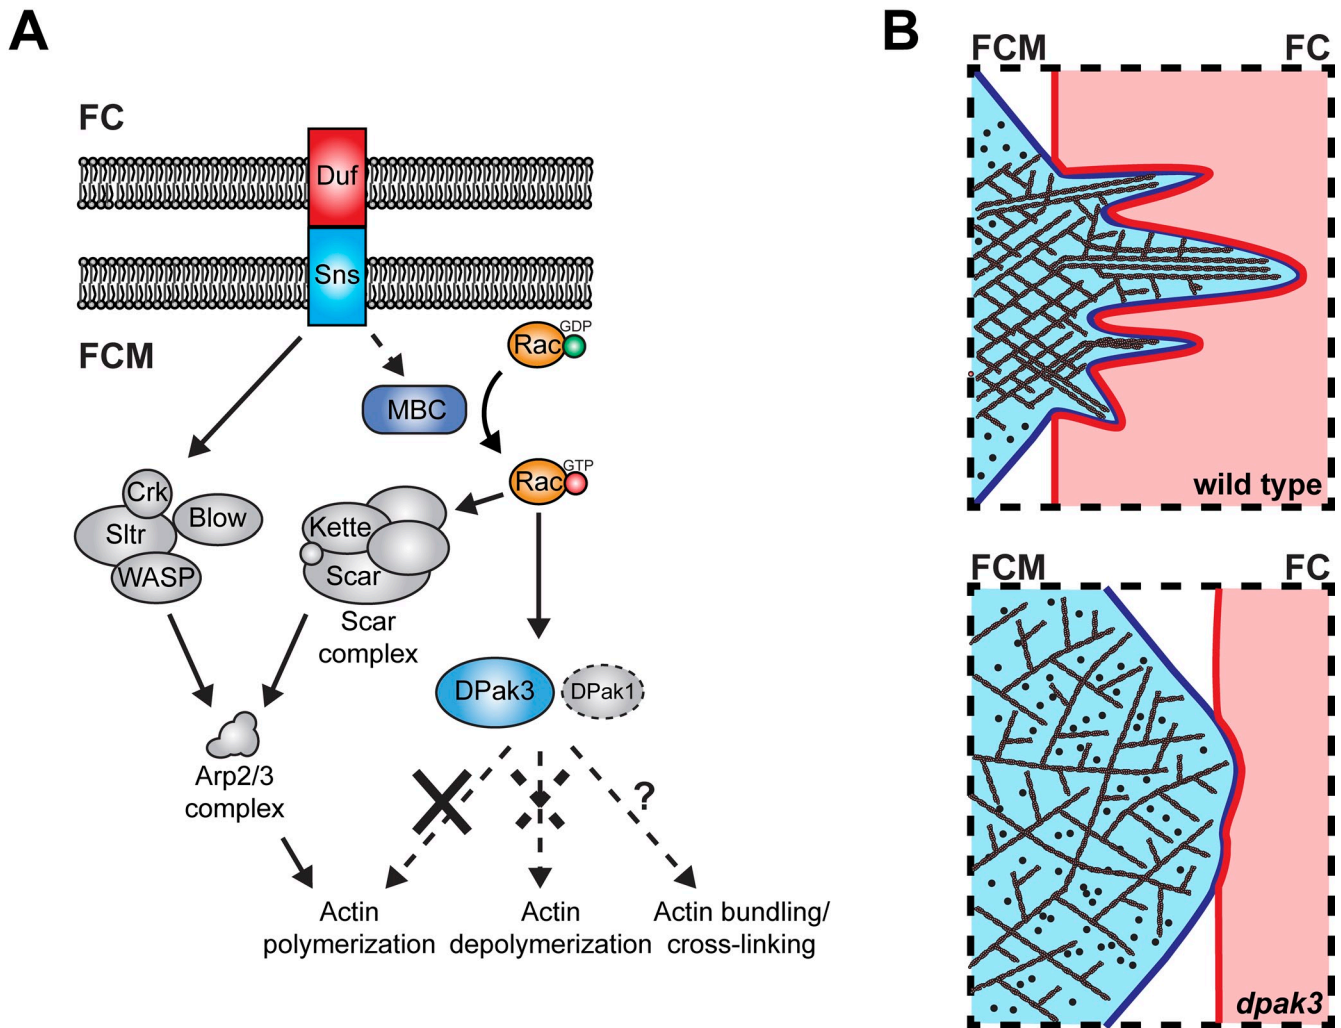 A
FC
Duf
Sns
FCM
GDP
Rac
MBC
GTP
Rac
Crk
Sltr
Blow
WASP
Kette
Scar
Scar
complex
DPak3
DPak1
Arp2/3
complex
?
Actin
polymerization
Actin
depolymerization
Actin bundling/
cross-linking
B
FCM
FC
wild type
FCM
FC
dpak3